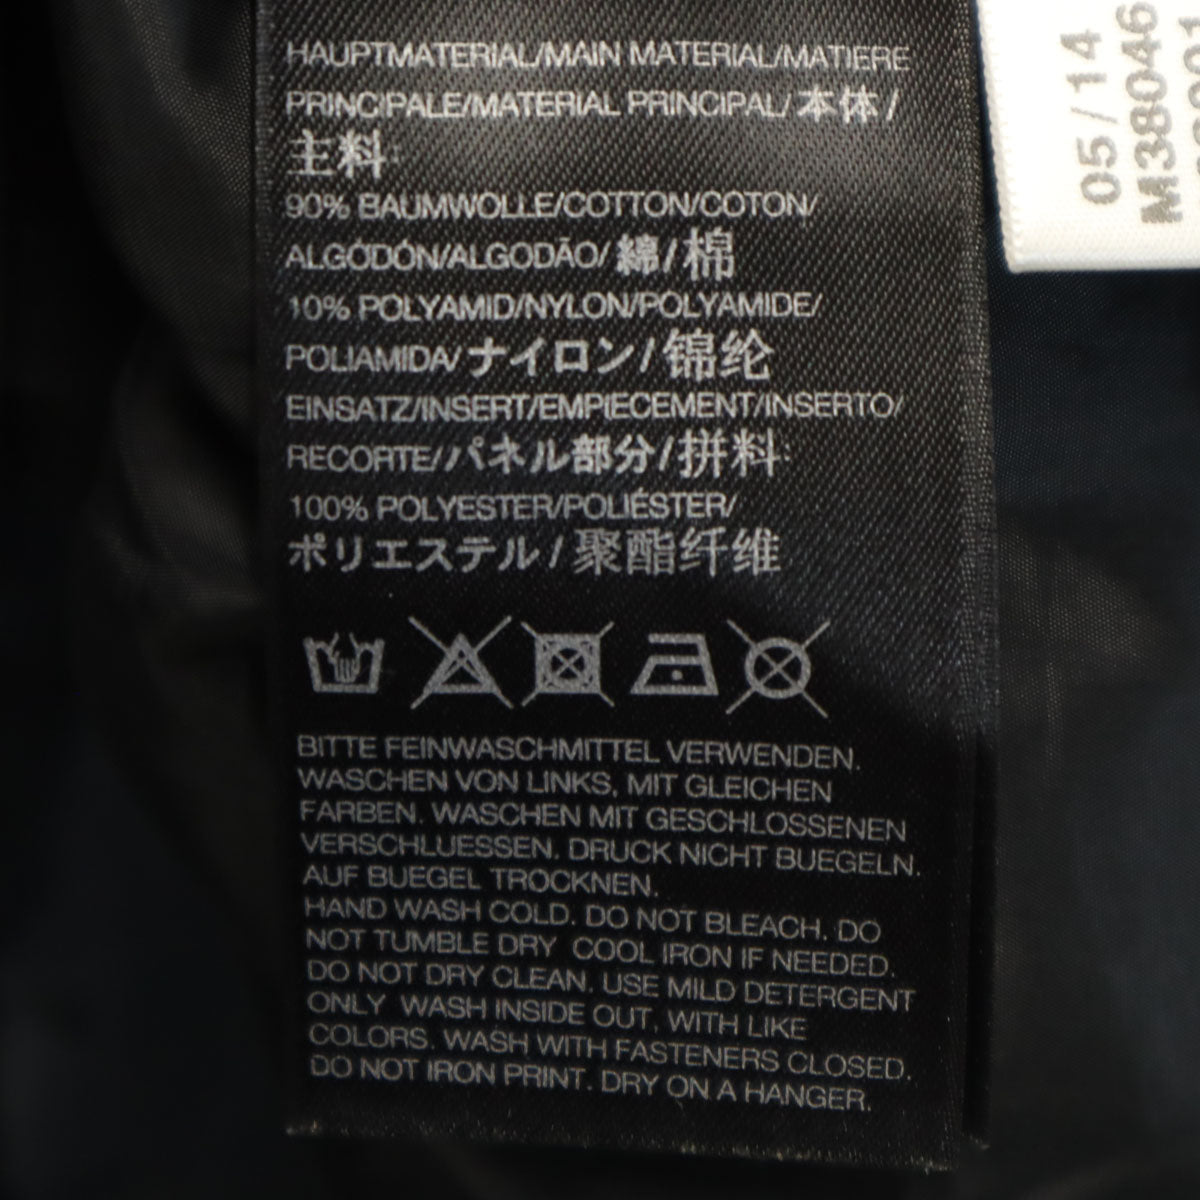 HAUPTMATERIAL/MAIN MATERIAL/MATIERE
PRINCIPALE/MATERIAL PRINCIPAL/本体/
主料:
90% BAUMWOLLE/COTTON/COTON/
ALGÓDÓN/ALGODÃO/綿/棉
10% POLYAMID/NYLON/POLYAMIDE/
POLIAMIDA/ナイロン/锦纶
EINSATZ/INSERT/EMPIECEMENT/INSERTO/
RECORTE/パネル部分/拼料:
100% POLYESTER/POLIÉSTER/
ポリエステル/聚酯纤维
BITTE FEINWASCHMITTEL VERWENDEN.
WASCHEN VON LINKS, MIT GLEICHEN
FARBEN. WASCHEN MIT GESCHLOSSENEN
VERSCHLUESSEN. DRUCK NICHT BUEGELN.
AUF BUEGEL TROCKNEN.
HAND WASH COLD. DO NOT BLEACH. DO
NOT TUMBLE DRY COOL IRON IF NEEDED.
DO NOT DRY CLEAN. USE MILD DETERGENT
ONLY WASH INSIDE OUT, WITH LIKE
COLORS. WASH WITH FASTENERS CLOSED.
DO NOT IRON PRINT. DRY ON A HANGER.
05/14
M38046